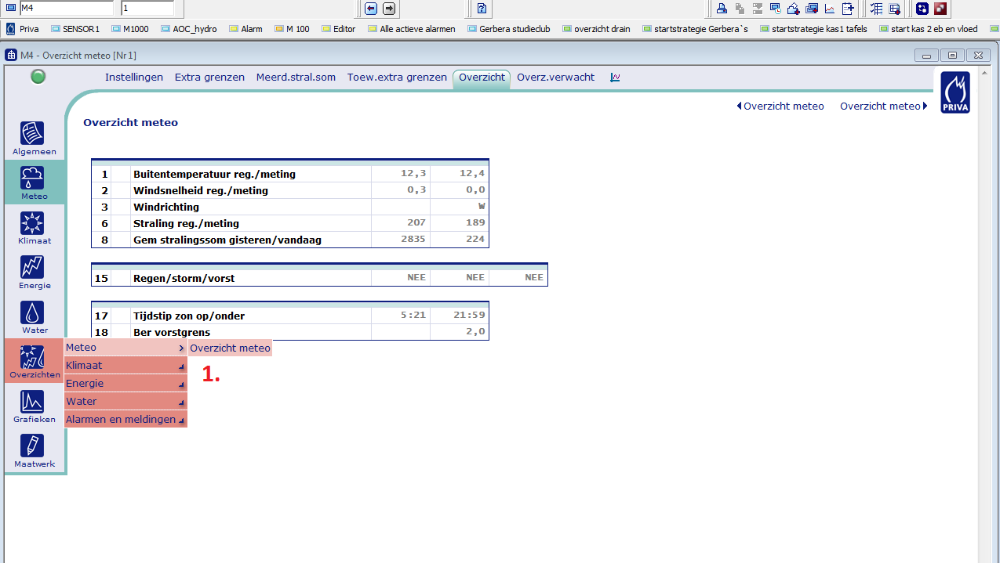 M4 1
Priva SENSOR1 M1000 AOC_hydro Alarm M 100 Editor Alle actieve alarmen Gerbera studieclub overzicht drain startstrategie Gerbera`s startstrategie kas1 tafels start kas 2 eb en vloed
M4 - Overzicht meteo [Nr1]
Instellingen Extra grenzen Meerd.stral.som Toew.extra grenzen Overzicht Overz.verwacht
PRIVA
Overzicht meteo Overzicht meteo
Overzicht meteo
Algemeen
Meteo
Klimaat
Energie
Water
Overzichten
Grafieken
Maatwerk
1 Buitentemperatuur reg./meting 12,3 12,4
2 Windsnelheid reg./meting 0,3 0,0
3 Windrichting W
6 Straling reg./meting 207 189
8 Gem stralingssom gisteren/vandaag 2835 224
15 Regen/storm/vorst NEE NEE NEE
17 Tijdstip zon op/onder 5:21 21:59
18 Ber vorstgrens 2,0
Meteo Overzicht meteo
Klimaat
Energie
Water
Alarmen en meldingen
1.